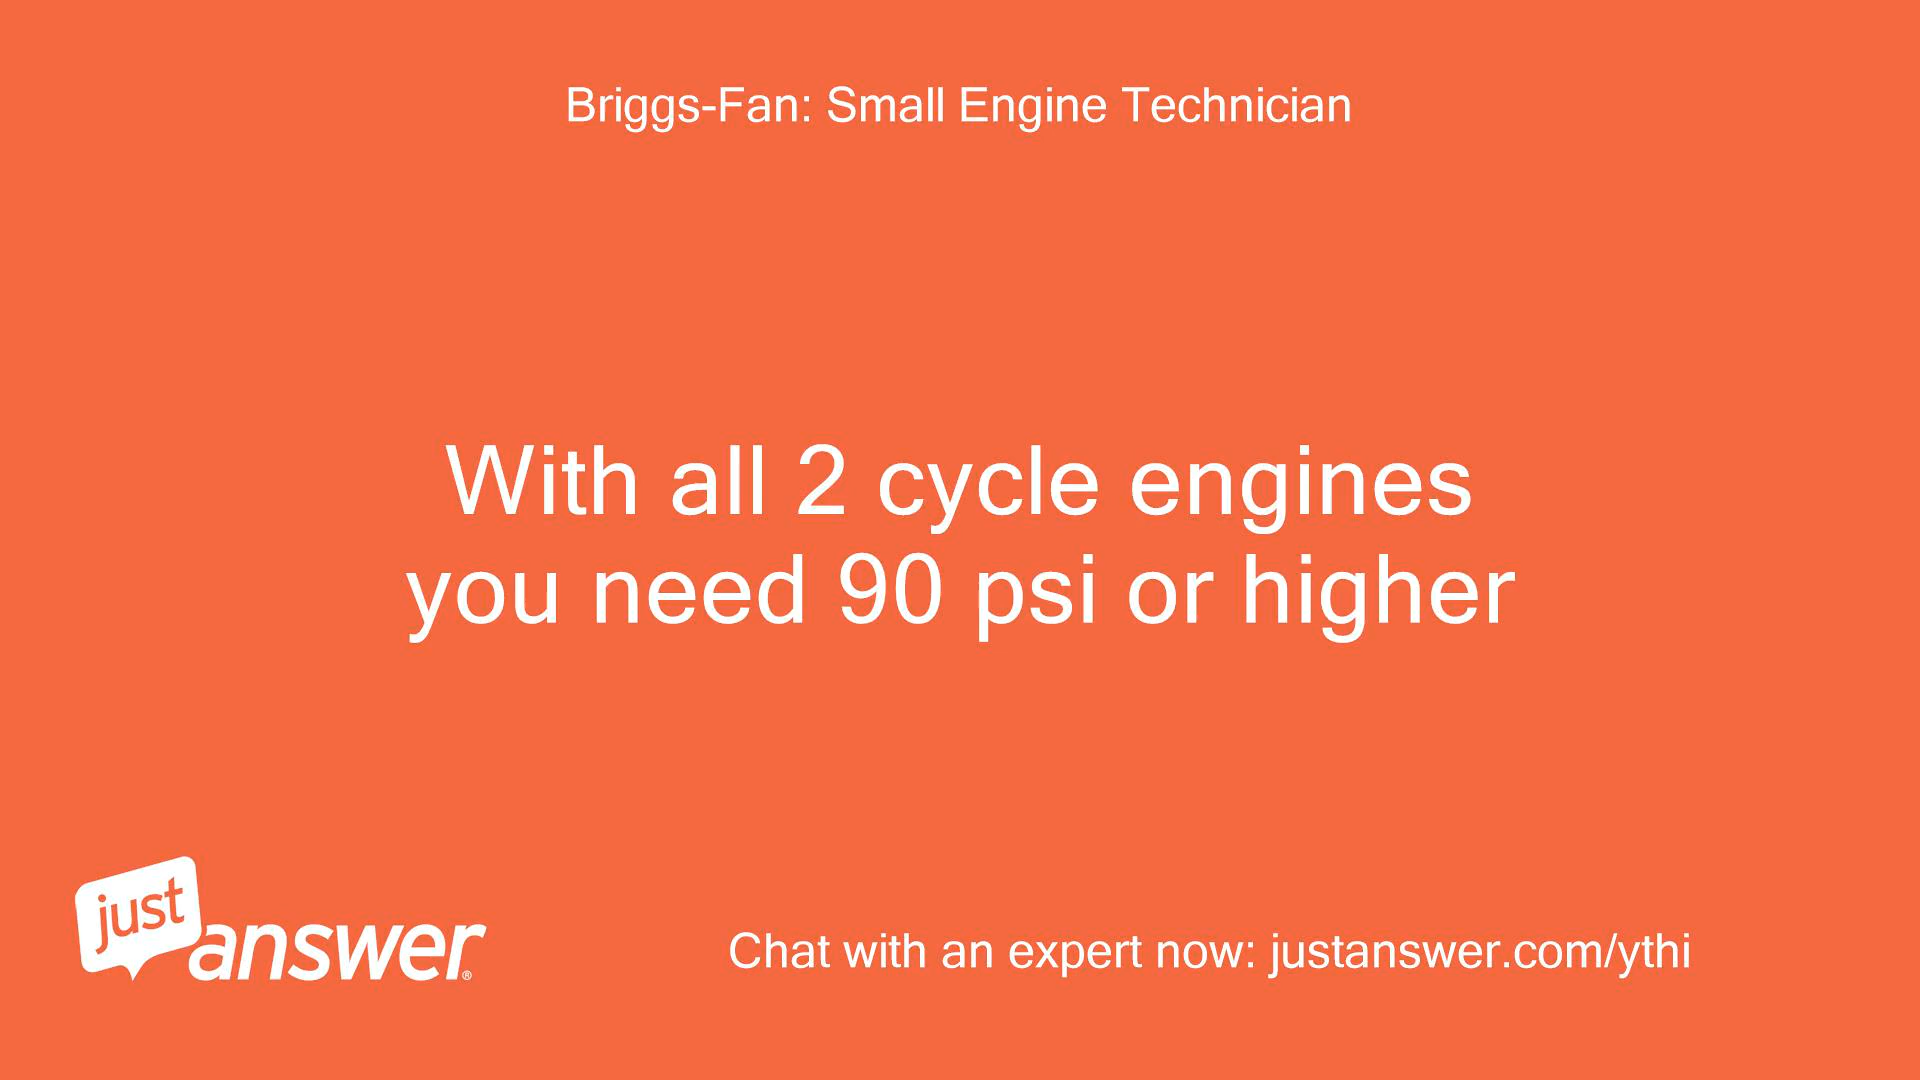 Briggs-Fan: Small Engine Technician
With all 2 cycle engines
you need 90 psi or higher
just
answer®
Chat with an expert now: justanswer.com/ythi